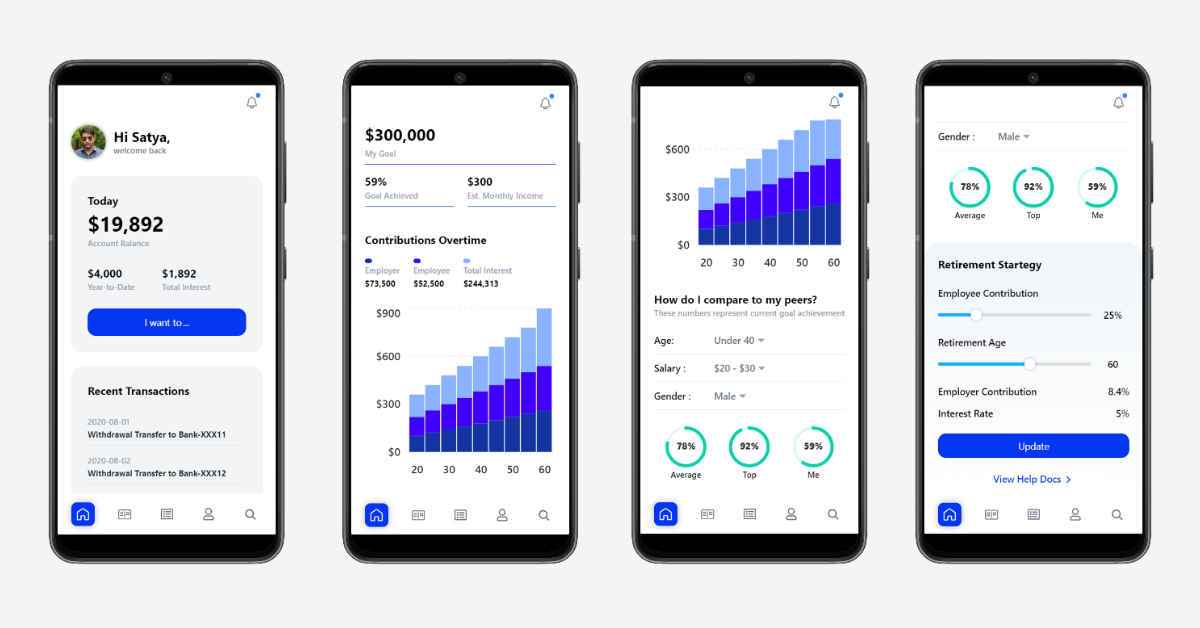 Hi Satya,
welcome back
Today
$19,892
Account Balance
$4,000 $1,892
Year-to-Date Total Interest
I want to ...
Recent Transactions
2020-08-01
Withdrawal Transfer to Bank-XXX11
2020-08-02
Withdrawal Transfer to Bank-XXX12
$300,000
My Goal
59% $300
Goal Achieved Est. Monthly Income
Contributions Overtime
Employer Employee Total Interest
$73,500 $52,500 $244,313
$900
$600
$300
$0
20 30 40 50 60
$600
$300
$0
20 30 40 50 60
How do I compare to my peers?
These numbers represent current goal achievement
Age: Under 40
Salary : $20 - $30
Gender : Male
78% 92% 59%
Average Top Me
Gender : Male
78% 92% 59%
Average Top Me
Retirement Startegy
Employee Contribution
25%
Retirement Age
60
Employer Contribution 8.4%
Interest Rate 5%
Update
View Help Docs